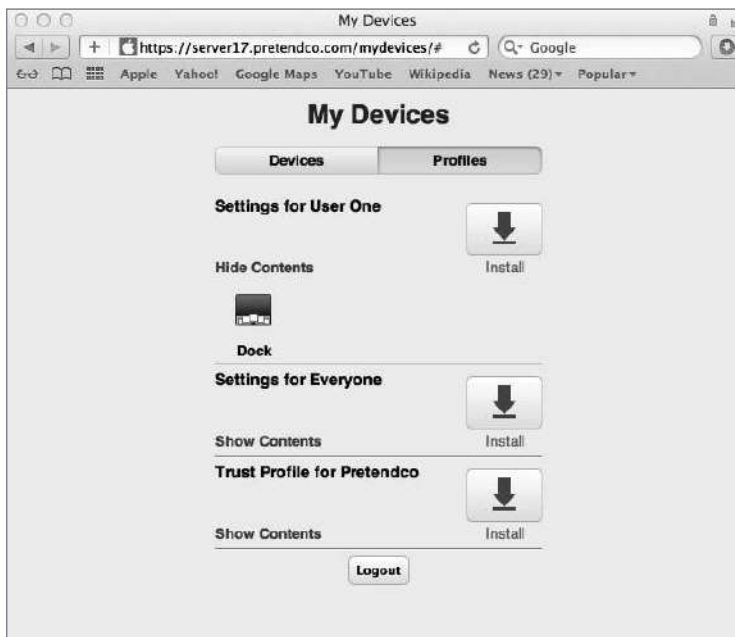 My Devices
https://server17.pretendco.com/mydevices/# Google
Apple Yahoo! Google Maps YouTube Wikipedia News (29) Popular
My Devices
Devices Profiles
Settings for User One
Hide Contents Install
Dock
Settings for Everyone
Show Contents Install
Trust Profile for Pretendco
Show Contents Install
Logout